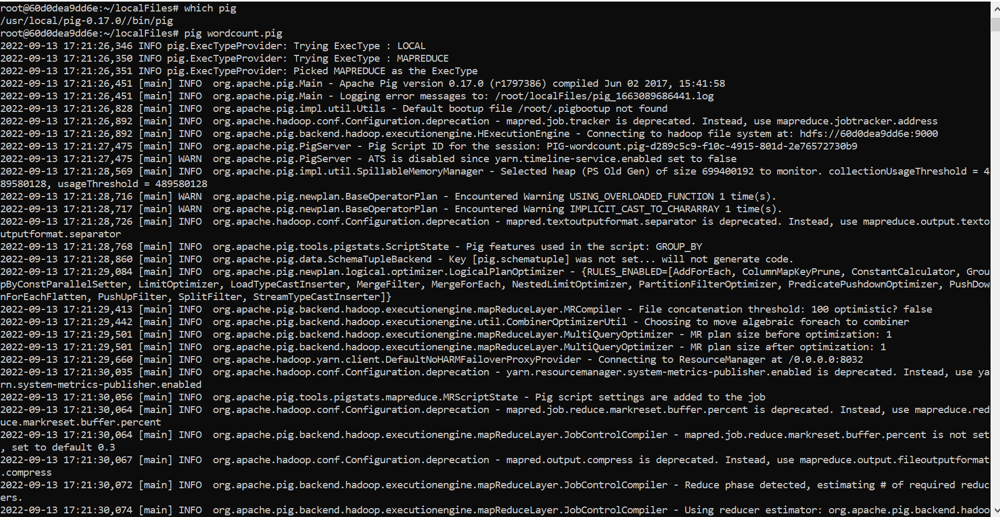 root@60d0dea9dd6e:~/localFiles# which pig
/usr/local/pig-0.17.0//bin/pig
root@60d0dea9dd6e:~/localFiles# pig wordcount.pig
2022-09-13 17:21:26,346 INFO pig.ExecTypeProvider: Trying ExecType : LOCAL
2022-09-13 17:21:26,350 INFO pig.ExecTypeProvider: Trying ExecType : MAPREDUCE
2022-09-13 17:21:26,351 INFO pig.ExecTypeProvider: Picked MAPREDUCE as the ExecType
2022-09-13 17:21:26,451 [main] INFO  org.apache.pig.Main - Apache Pig version 0.17.0 (r1797386) compiled Jun 02 2017, 15:41:58
2022-09-13 17:21:26,451 [main] INFO  org.apache.pig.Main - Logging error messages to: /root/localFiles/pig_1663089686441.log
2022-09-13 17:21:26,828 [main] INFO  org.apache.pig.impl.util.Utils - Default bootup file /root/.pigbootup not found
2022-09-13 17:21:26,892 [main] INFO  org.apache.hadoop.conf.Configuration.deprecation - mapred.job.tracker is deprecated. Instead, use mapreduce.jobtracker.address
2022-09-13 17:21:26,892 [main] INFO  org.apache.pig.backend.hadoop.executionengine.HExecutionEngine - Connecting to hadoop file system at: hdfs://60d0dea9dd6e:9000
2022-09-13 17:21:27,475 [main] INFO  org.apache.pig.PigServer - Pig Script ID for the session: PIG-wordcount.pig-d289c5c9-f10c-4915-801d-2e76572730b9
2022-09-13 17:21:27,475 [main] WARN  org.apache.pig.PigServer - ATS is disabled since yarn.timeline-service.enabled set to false
2022-09-13 17:21:28,569 [main] INFO  org.apache.pig.impl.util.SpillableMemoryManager - Selected heap (PS Old Gen) of size 699400192 to monitor. collectionUsageThreshold = 4
89580128, usageThreshold = 489580128
2022-09-13 17:21:28,716 [main] WARN  org.apache.pig.newplan.BaseOperatorPlan - Encountered Warning USING_OVERLOADED_FUNCTION 1 time(s).
2022-09-13 17:21:28,717 [main] WARN  org.apache.pig.newplan.BaseOperatorPlan - Encountered Warning IMPLICIT_CAST_TO_CHARARRAY 1 time(s).
2022-09-13 17:21:28,726 [main] INFO  org.apache.hadoop.conf.Configuration.deprecation - mapred.textoutputformat.separator is deprecated. Instead, use mapreduce.output.texto
utputformat.separator
2022-09-13 17:21:28,768 [main] INFO  org.apache.pig.tools.pigstats.ScriptState - Pig features used in the script: GROUP_BY
2022-09-13 17:21:28,860 [main] INFO  org.apache.pig.data.SchemaTupleBackend - Key [pig.schematuple] was not set... will not generate code.
2022-09-13 17:21:29,084 [main] INFO  org.apache.pig.newplan.logical.optimizer.LogicalPlanOptimizer - {RULES_ENABLED=[AddForEach, ColumnMapKeyPrune, ConstantCalculator, Grou
pByConstParallelSetter, LimitOptimizer, LoadTypeCastInserter, MergeFilter, MergeForEach, NestedLimitOptimizer, PartitionFilterOptimizer, PredicatePushdownOptimizer, PushDow
nForEachFlatten, PushUpFilter, SplitFilter, StreamTypeCastInserter]}
2022-09-13 17:21:29,413 [main] INFO  org.apache.pig.backend.hadoop.executionengine.mapReduceLayer.MRCompiler - File concatenation threshold: 100 optimistic? false
2022-09-13 17:21:29,442 [main] INFO  org.apache.pig.backend.hadoop.executionengine.util.CombinerOptimizerUtil - Choosing to move algebraic foreach to combiner
2022-09-13 17:21:29,501 [main] INFO  org.apache.pig.backend.hadoop.executionengine.mapReduceLayer.MultiQueryOptimizer - MR plan size before optimization: 1
2022-09-13 17:21:29,501 [main] INFO  org.apache.pig.backend.hadoop.executionengine.mapReduceLayer.MultiQueryOptimizer - MR plan size after optimization: 1
2022-09-13 17:21:29,660 [main] INFO  org.apache.hadoop.yarn.client.DefaultNoHARMFailoverProxyProvider - Connecting to ResourceManager at /0.0.0.0:8032
2022-09-13 17:21:30,035 [main] INFO  org.apache.hadoop.conf.Configuration.deprecation - yarn.resourcemanager.system-metrics-publisher.enabled is deprecated. Instead, use ya
rn.system-metrics-publisher.enabled
2022-09-13 17:21:30,056 [main] INFO  org.apache.pig.tools.pigstats.mapreduce.MRScriptState - Pig script settings are added to the job
2022-09-13 17:21:30,064 [main] INFO  org.apache.hadoop.conf.Configuration.deprecation - mapred.job.reduce.markreset.buffer.percent is deprecated. Instead, use mapreduce.red
uce.markreset.buffer.percent
2022-09-13 17:21:30,064 [main] INFO  org.apache.pig.backend.hadoop.executionengine.mapReduceLayer.JobControlCompiler - mapred.job.reduce.markreset.buffer.percent is not set
, set to default 0.3
2022-09-13 17:21:30,067 [main] INFO  org.apache.hadoop.conf.Configuration.deprecation - mapred.output.compress is deprecated. Instead, use mapreduce.output.fileoutputformat
.compress
2022-09-13 17:21:30,072 [main] INFO  org.apache.pig.backend.hadoop.executionengine.mapReduceLayer.JobControlCompiler - Reduce phase detected, estimating # of required reduc
ers.
2022-09-13 17:21:30,074 [main] INFO  org.apache.pig.backend.hadoop.executionengine.mapReduceLayer.JobControlCompiler - Using reducer estimator: org.apache.pig.backend.hadoo